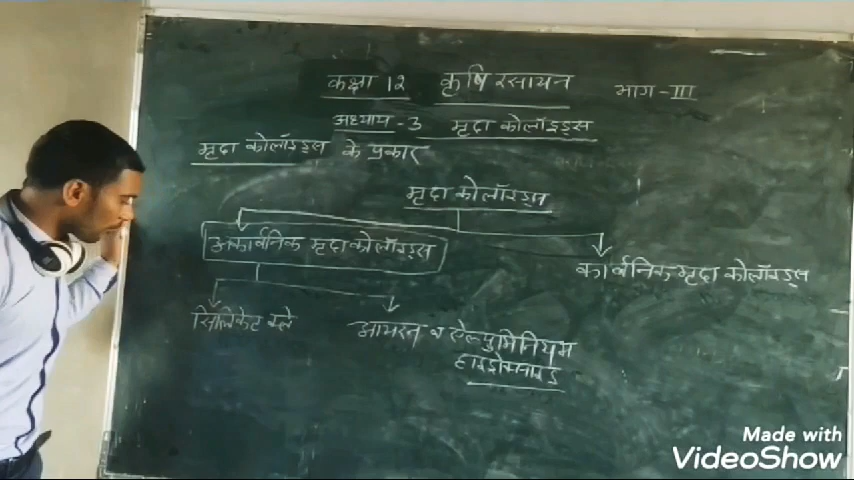 कक्षा 12 कृषि रसायन भाग-III
अध्याय-3 मृदा कोलॉइड्स
मृदा कोलॉइड्स के प्रकार
मृदा कोलॉइड्स
अकार्बनिक मृदा कोलॉइड्स
कार्बनिक मृदा कोलॉइड्स
सिलिकेट क्ले
आयरन व ऐल्युमिनियम
हाइड्रोक्साइड
Made with
VideoShow